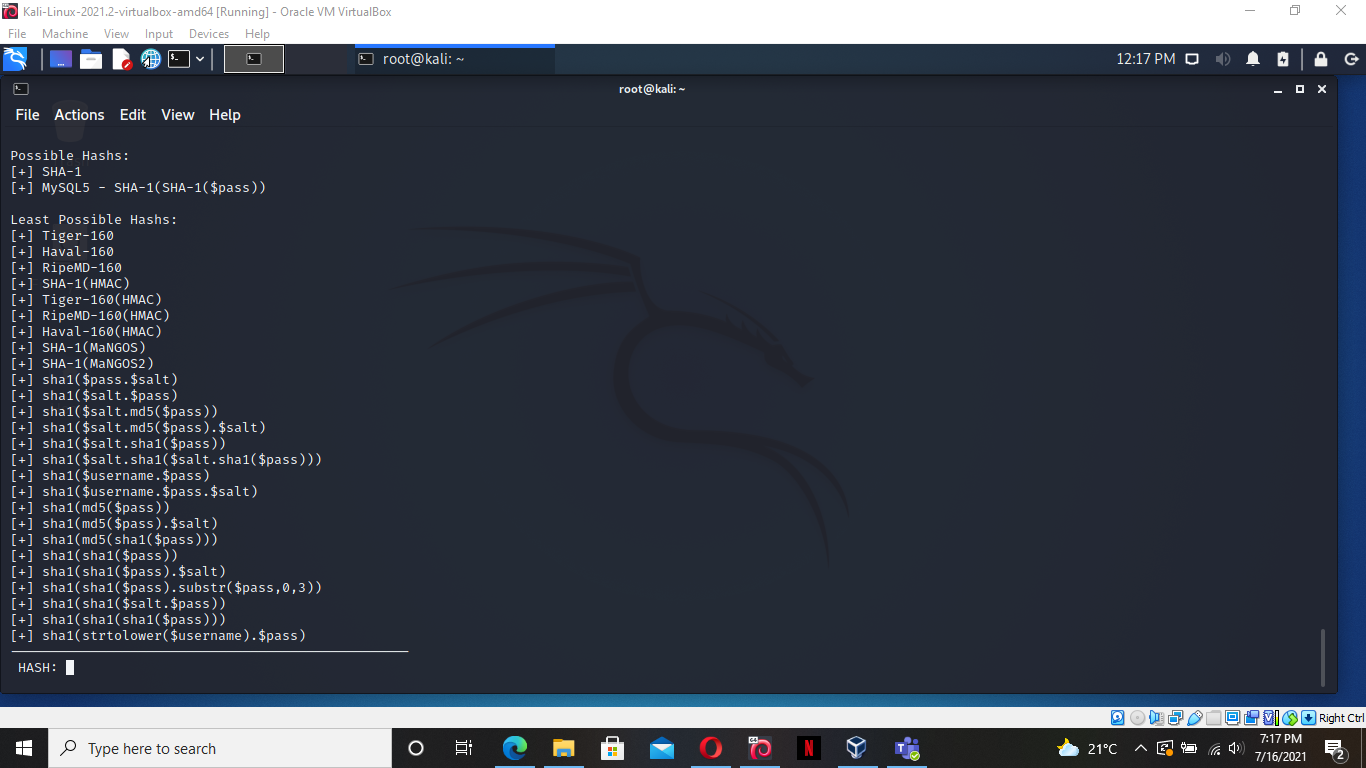 Kali-Linux-2021.2-virtualbox-amd64 [Running] - Oracle VM VirtualBox
File Machine View Input Devices Help
root@kali: ~ 12:17 PM
root@kali: ~
File Actions Edit View Help
Possible Hashs:
[+] SHA-1
[+] MySQL5 - SHA-1(SHA-1($pass))
Least Possible Hashs:
[+] Tiger-160
[+] Haval-160
[+] RipeMD-160
[+] SHA-1(HMAC)
[+] Tiger-160(HMAC)
[+] RipeMD-160(HMAC)
[+] Haval-160(HMAC)
[+] SHA-1(MaNGOS)
[+] SHA-1(MaNGOS2)
[+] sha1($pass.$salt)
[+] sha1($salt.$pass)
[+] sha1($salt.md5($pass))
[+] sha1($salt.md5($pass).$salt)
[+] sha1($salt.sha1($pass))
[+] sha1($salt.sha1($salt.sha1($pass)))
[+] sha1($username.$pass)
[+] sha1($username.$pass.$salt)
[+] sha1(md5($pass))
[+] sha1(md5($pass).$salt)
[+] sha1(md5(sha1($pass)))
[+] sha1(sha1($pass))
[+] sha1(sha1($pass).$salt)
[+] sha1(sha1($pass).substr($pass,0,3))
[+] sha1(sha1($salt.$pass))
[+] sha1(sha1(sha1($pass)))
[+] sha1(strtolower($username).$pass)
HASH:
Right Ctrl
Type here to search
21°C
7:17 PM
7/16/2021
2